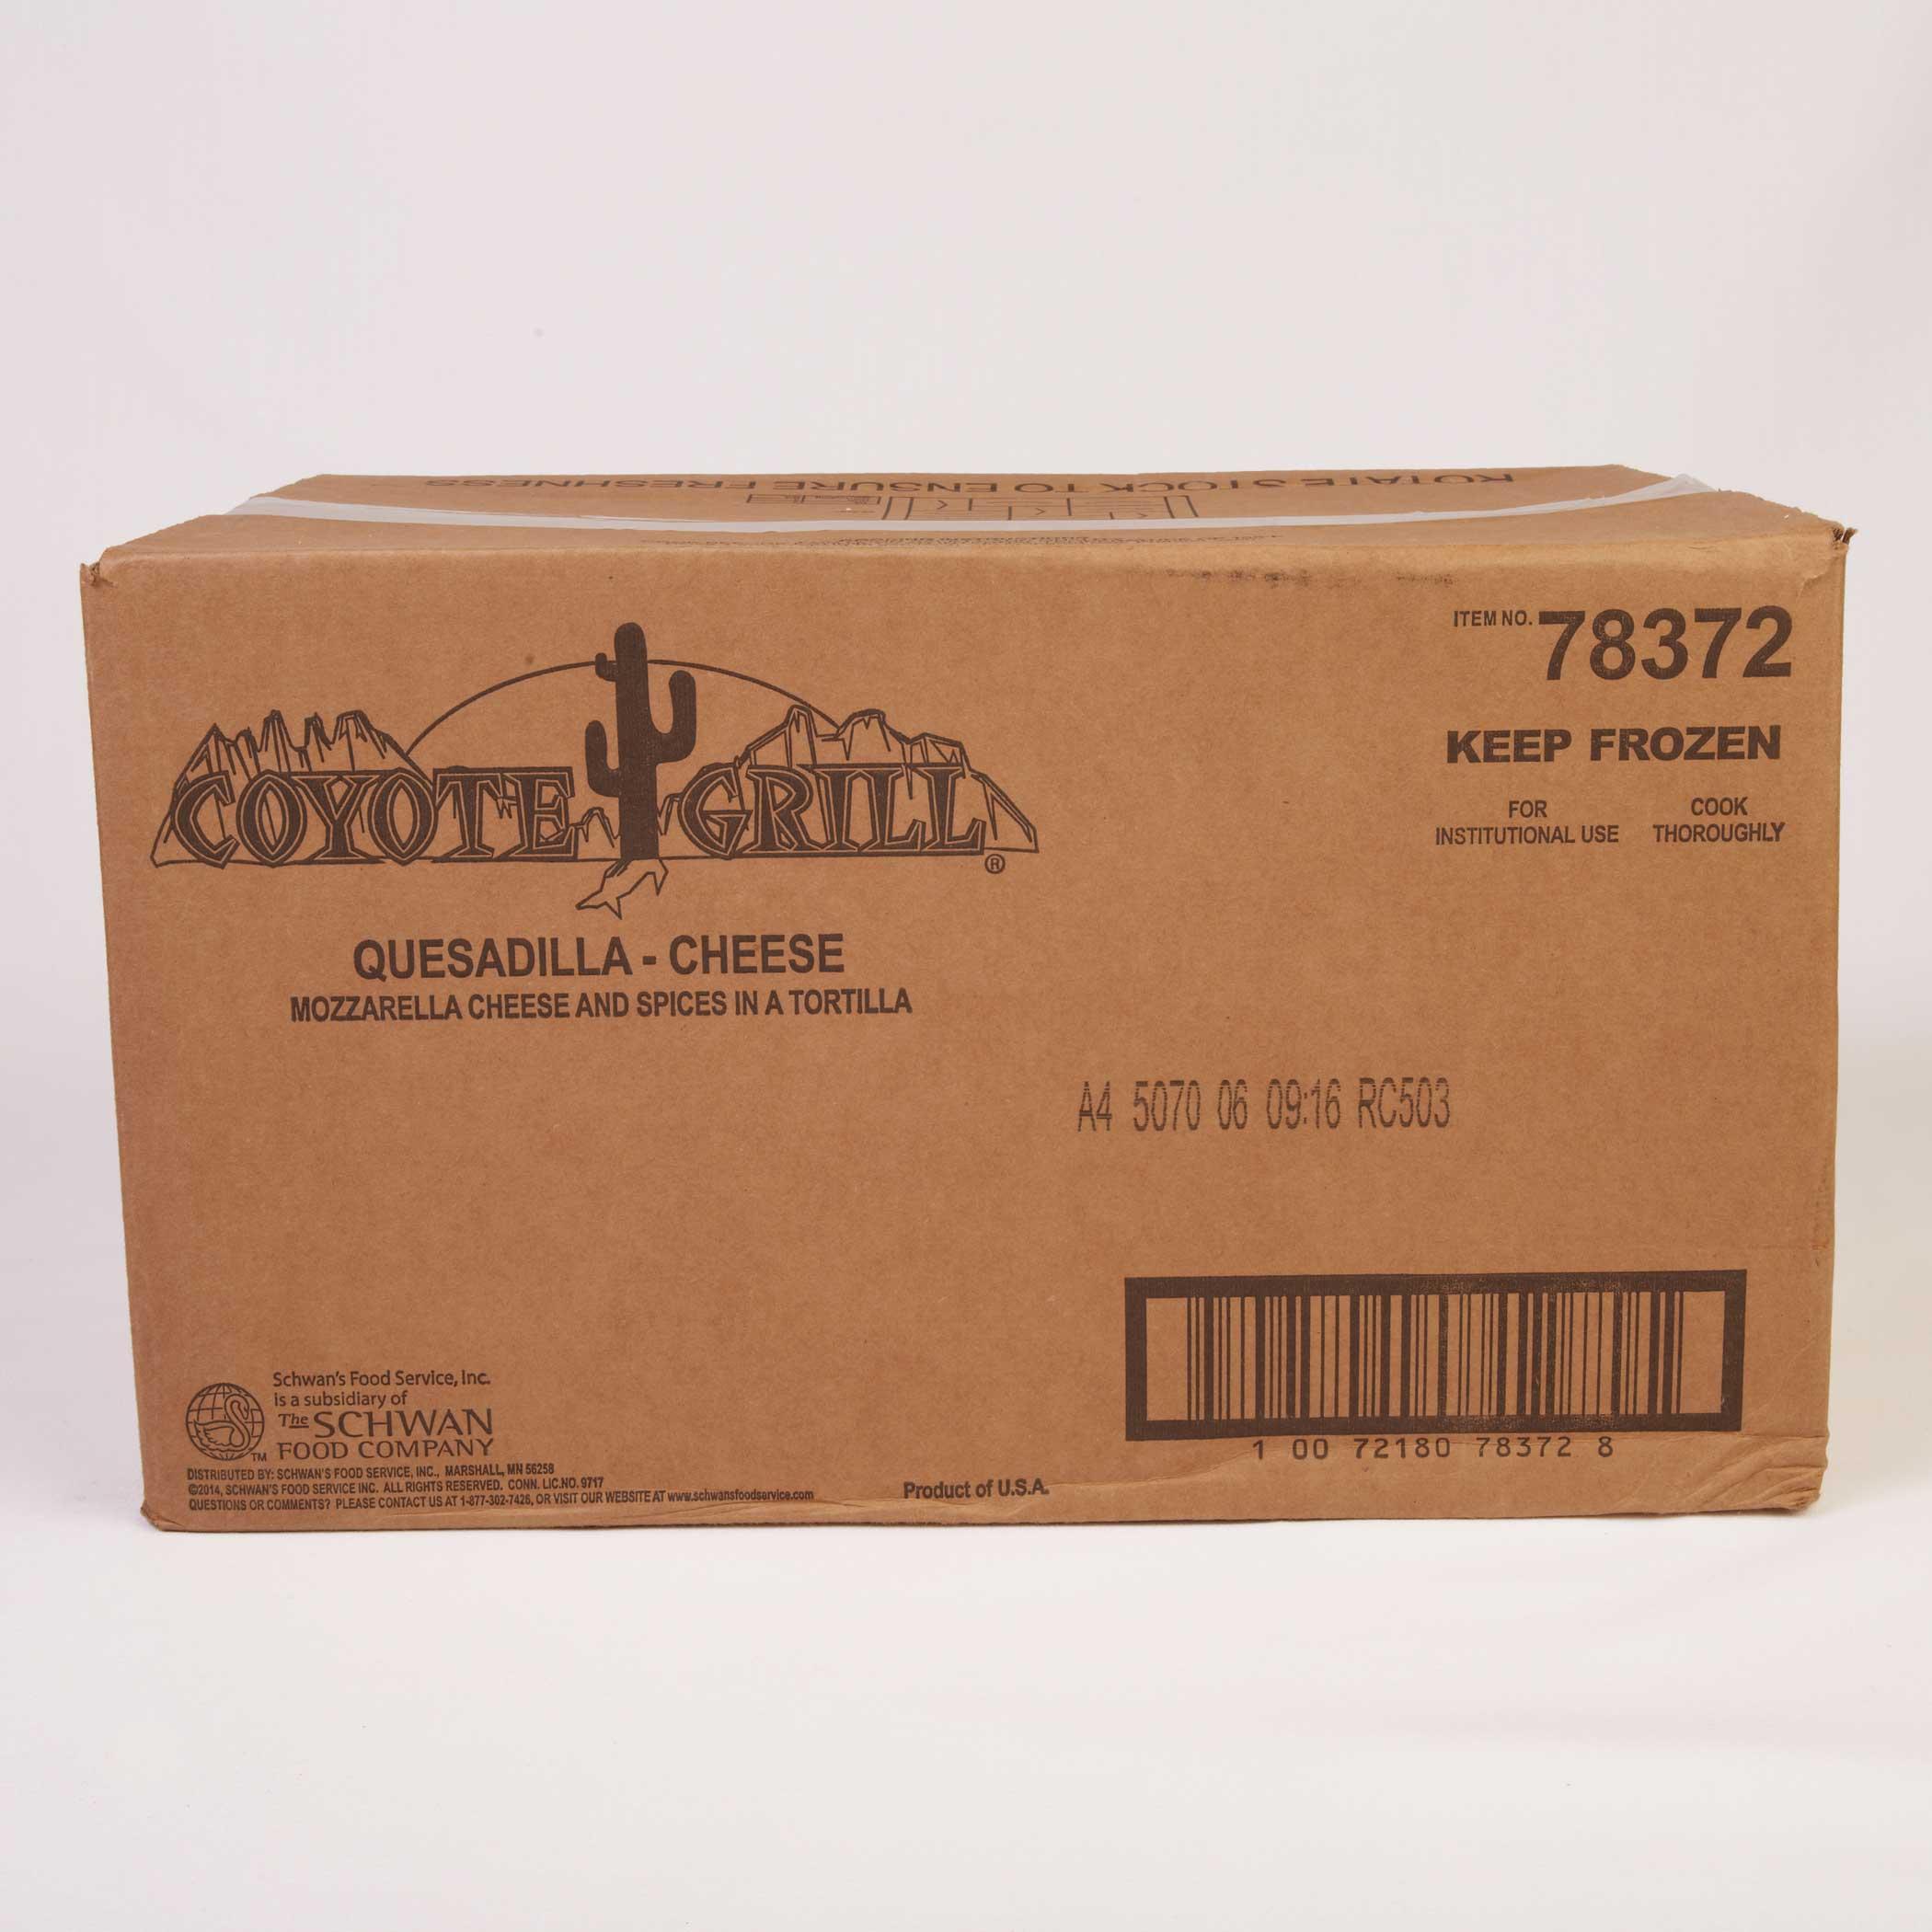 ROTATE STOCK TO ENSURE FRESHNESS
COYOTE GRILL®
QUESADILLA - CHEESE
MOZZARELLA CHEESE AND SPICES IN A TORTILLA
ITEM NO. 78372
KEEP FROZEN
FOR INSTITUTIONAL USE
COOK THOROUGHLY
A4 5070 06 09:16 RC503
1 00 72180 78372 8
Schwan's Food Service, Inc.
is a subsidiary of
The SCHWAN
FOOD COMPANY
TM
DISTRIBUTED BY: SCHWAN'S FOOD SERVICE, INC., MARSHALL, MN 56258
©2014, SCHWAN'S FOOD SERVICE INC. ALL RIGHTS RESERVED. CONN. LIC.NO. 9717
QUESTIONS OR COMMENTS? PLEASE CONTACT US AT 1-877-302-7426, OR VISIT OUR WEBSITE AT www.schwansfoodservice.com
Product of U.S.A.